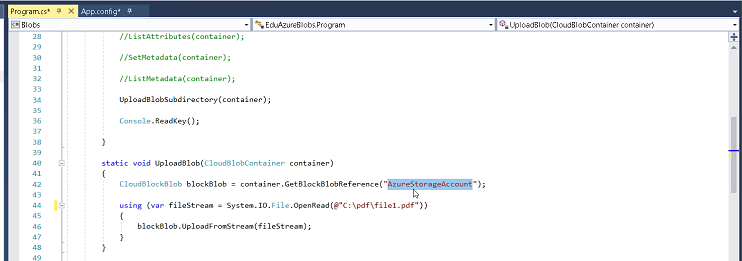 Program.cs* App.config*
Blobs EduAzureBlobs.Program UploadBlob(CloudBlobContainer container)
28 //ListAttributes(container);
29
30 //SetMetadata(container);
31
32 //ListMetadata(container);
33
34 UploadBlobSubdirectory(container);
35
36 Console.ReadKey();
37
38 }
39
40 static void UploadBlob(CloudBlobContainer container)
41 {
42 CloudBlockBlob blockBlob = container.GetBlockBlobReference("AzureStorageAccount");
43
44 using (var fileStream = System.IO.File.OpenRead(@"C:\pdf\file1.pdf"))
45 {
46 blockBlob.UploadFromStream(fileStream);
47 }
48 }
49